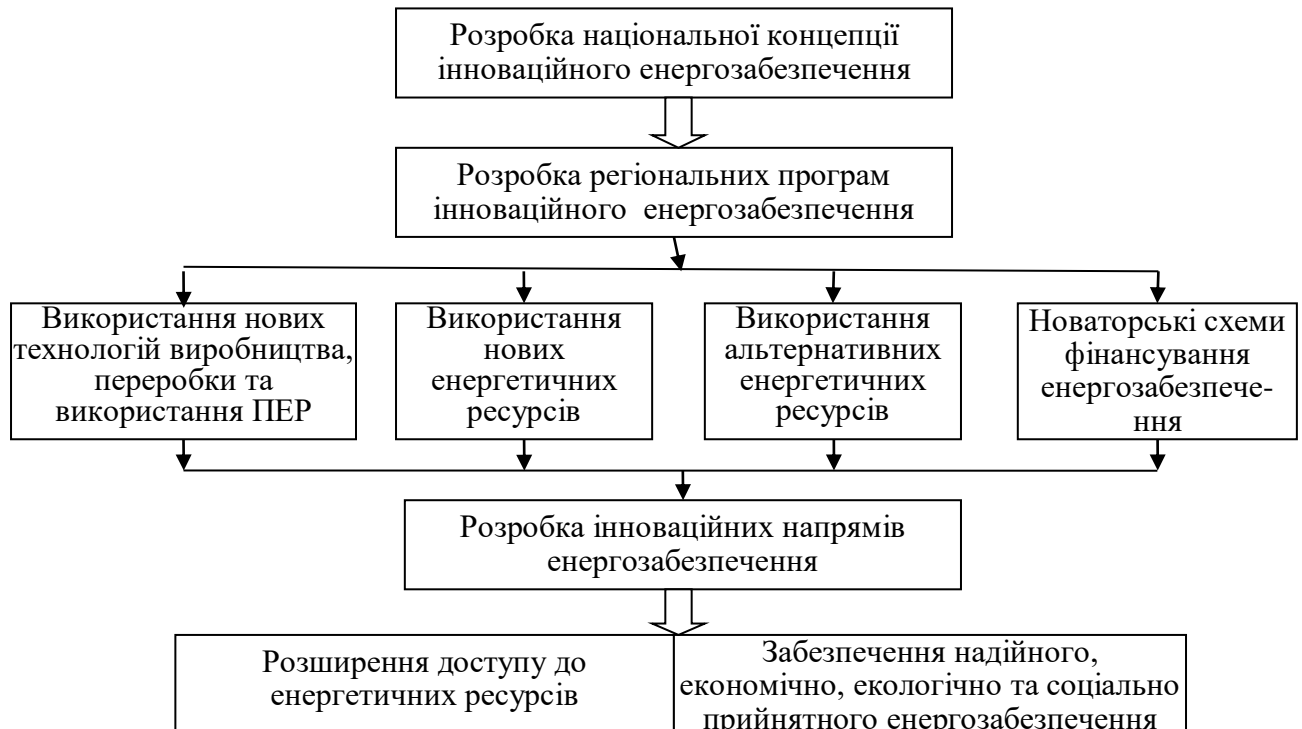 Розробка національної концепції
інноваційного енергозабезпечення
Розробка регіональних програм
інноваційного енергозабезпечення
Використання нових
технологій виробництва,
переробки та
використання ПЕР
Використання
нових
енергетичних
ресурсів
Використання
альтернативних
енергетичних
ресурсів
Новаторські схеми
фінансування
енергозабезпече-
ння
Розробка інноваційних напрямів
енергозабезпечення
Розширення доступу до
енергетичних ресурсів
Забезпечення надійного,
економічно, екологічно та соціально
прийнятного енергозабезпечення